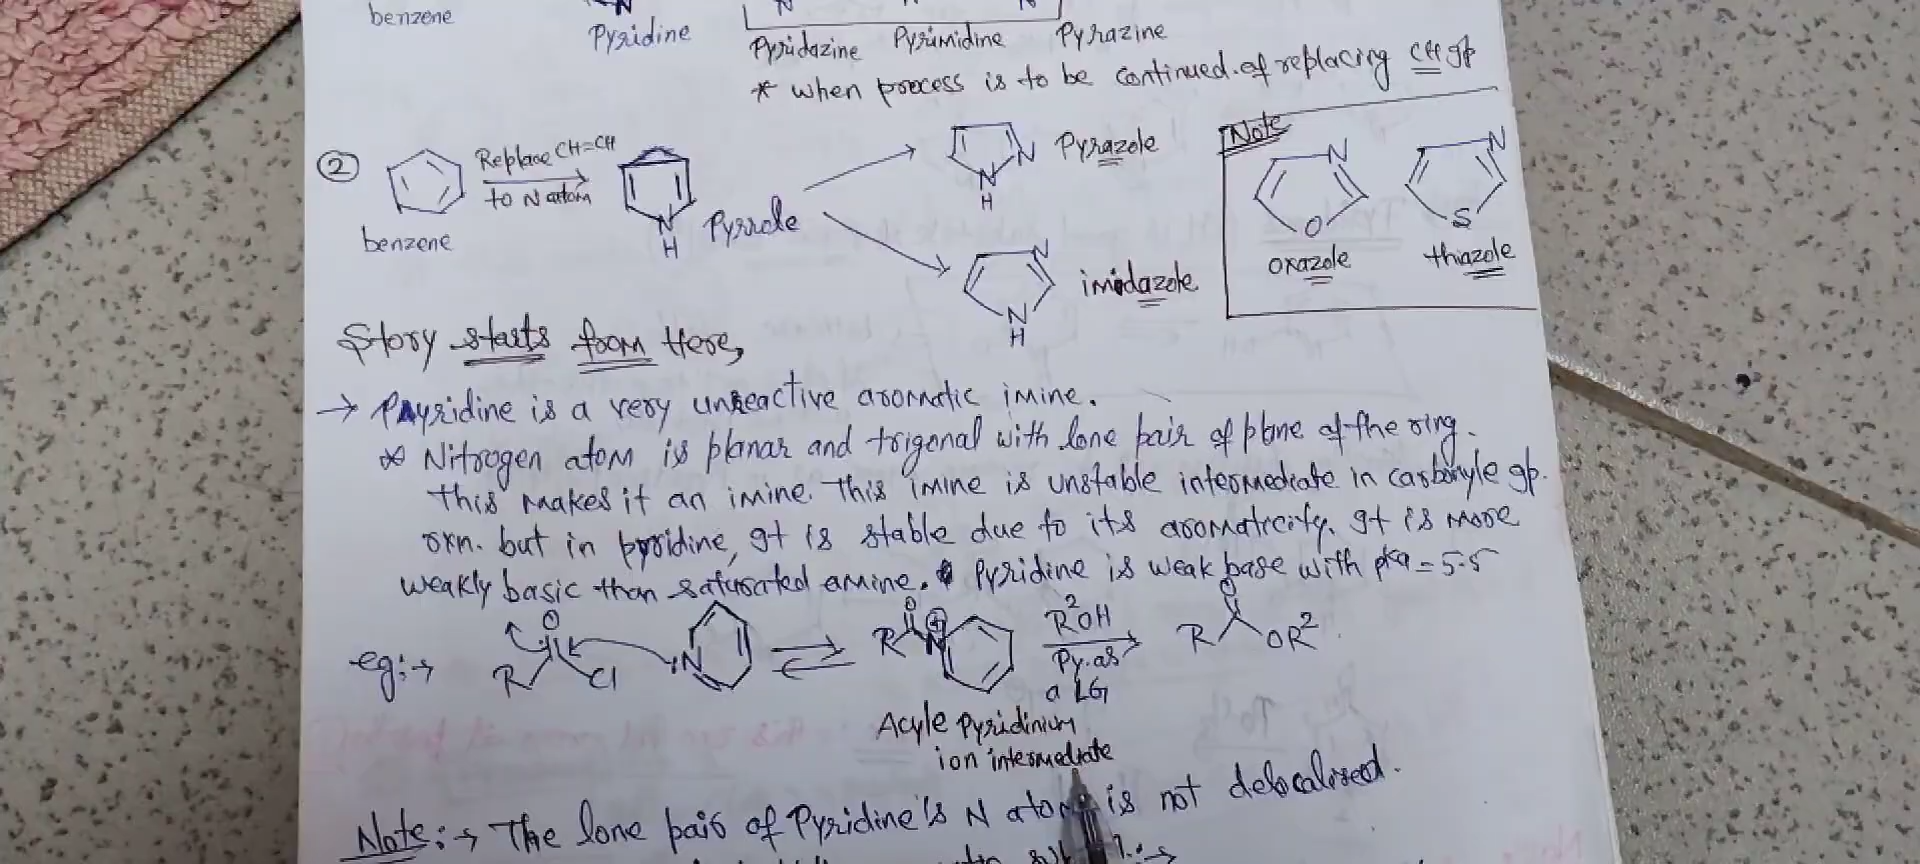 benzene
N
N
N
Pyridine
Pyridazine Pyrimidine Pyrazine
* when process is to be continued of replacing CH gp
② Replace CH=CH
to N atom
benzene
N
H
Pyrrole
N
N
H
Pyrazole
N
N
H
imidazole
Note
N
O
oxazole
N
S
thiazole
Story starts from Here,
→ Pyridine is a very unreactive aromatic imine.
* Nitrogen atom is planar and trigonal with lone pair of plane of the ring.
this makes it an imine. This imine is unstable intermediate in carbonyle gp.
rxn. but in pyridine, It is stable due to its aromaticity. It is more
weakly basic than saturated amine. * Pyridine is weak base with pka = 5.5
eg:→ R O Cl N ⇌ R O N ⊕ R²OH R O OR²
Py. as
a LG
Acyle Pyridinium
ion intermediate
Note:→ The lone pair of Pyridine's N atom is not delocalized.